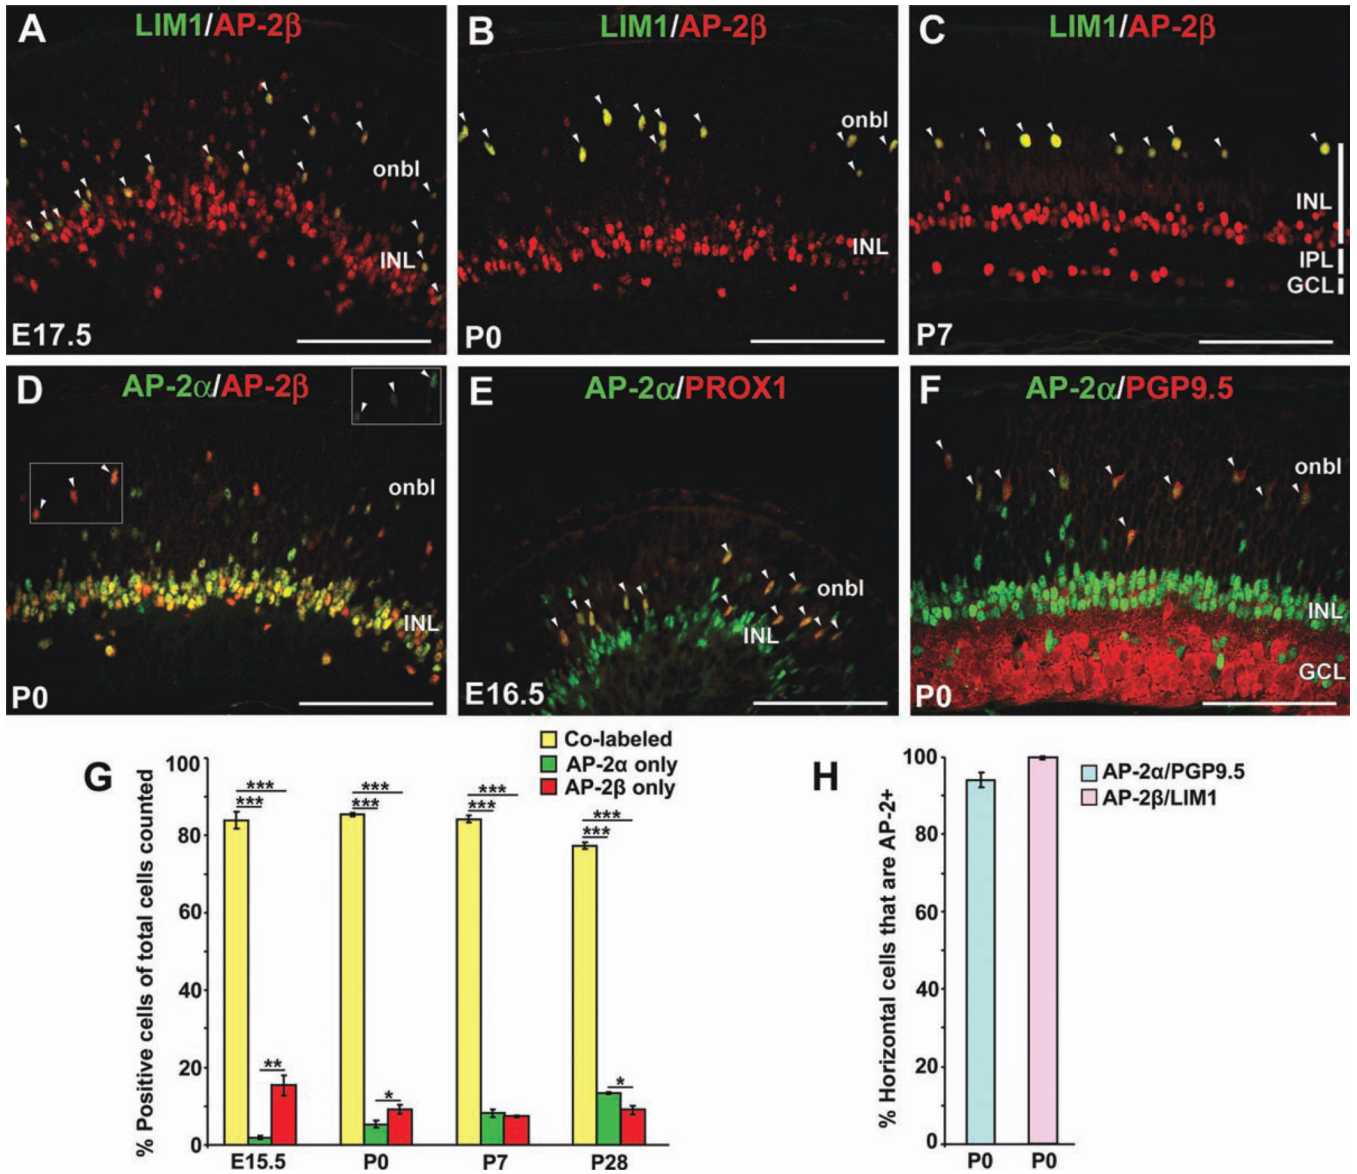 A
LIM1/AP-2β
onbl
INL
E17.5
B
LIM1/AP-2β
onbl
INL
P0
C
LIM1/AP-2β
INL
IPL
GCL
P7
D
AP-2α/AP-2β
onbl
INL
P0
E
AP-2α/PROX1
onbl
INL
E16.5
F
AP-2α/PGP9.5
onbl
INL
GCL
P0
G
Co-labeled
AP-2α only
AP-2β only
% Positive cells of total cells counted
100
80
60
40
20
0
***
***
**
***
***
*
***
***
***
***
*
E15.5 P0 P7 P28
H
AP-2α/PGP9.5
AP-2β/LIM1
% Horizontal cells that are AP-2+
100
80
60
40
20
0
P0 P0